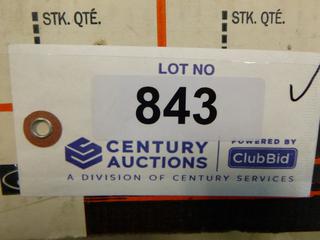 STK. QTÉ. STK. QTÉ.
LOT NO
843
CENTURY AUCTIONS
POWERED BY
ClubBid
A DIVISION OF CENTURY SERVICES